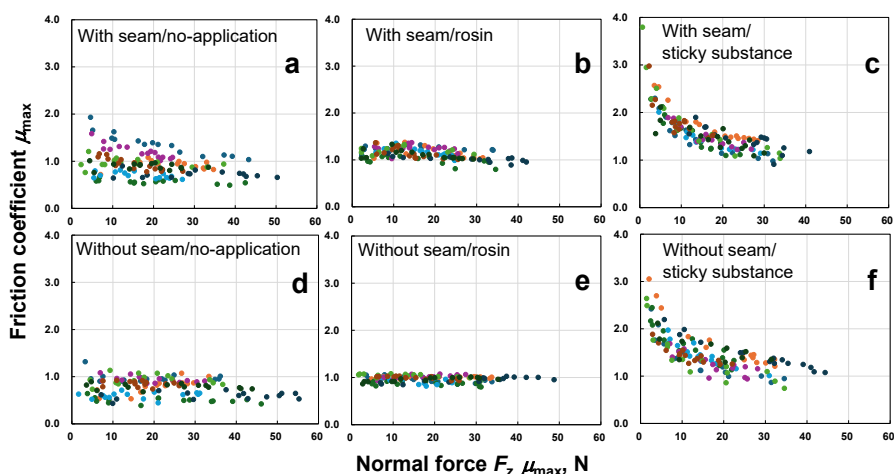 With seam/no-application
a
With seam/rosin
b
With seam/
sticky substance
c
4.0
3.0
2.0
1.0
0.0
0 10 20 30 40 50 60
4.0
3.0
2.0
1.0
0.0
0 10 20 30 40 50 60
4.0
3.0
2.0
1.0
0.0
0 10 20 30 40 50 60
Friction coefficient μmax
Without seam/no-application
d
Without seam/rosin
e
Without seam/
sticky substance
f
4.0
3.0
2.0
1.0
0.0
0 10 20 30 40 50 60
4.0
3.0
2.0
1.0
0.0
0 10 20 30 40 50 60
4.0
3.0
2.0
1.0
0.0
0 10 20 30 40 50 60
Normal force Fz μmax, N